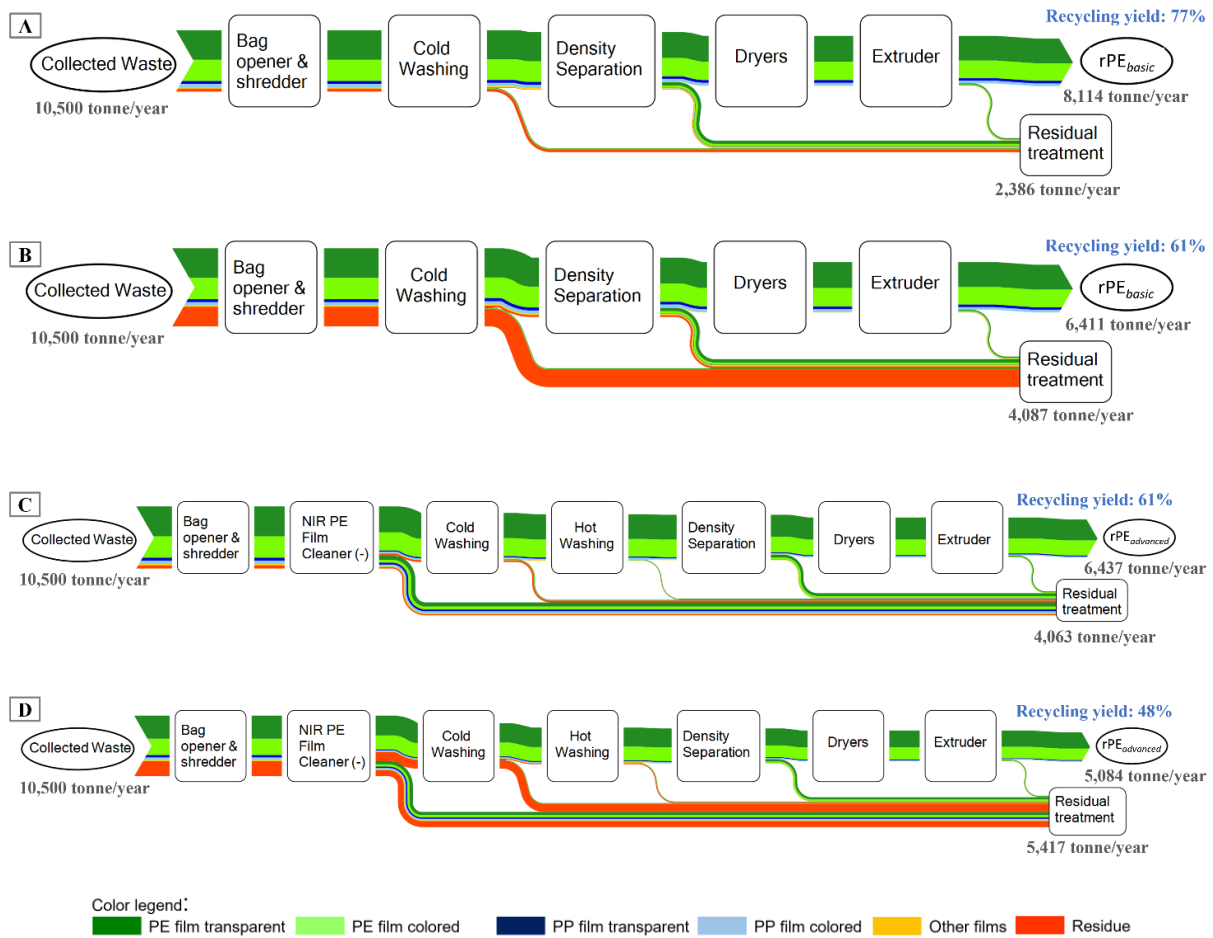 A
Recycling yield: 77%
Collected Waste
10,500 tonne/year
Bag
opener &
shredder
Cold
Washing
Density
Separation
Dryers
Extruder
rPEbasic
8,114 tonne/year
Residual
treatment
2,386 tonne/year
B
Recycling yield: 61%
Collected Waste
10,500 tonne/year
Bag
opener &
shredder
Cold
Washing
Density
Separation
Dryers
Extruder
rPEbasic
6,411 tonne/year
Residual
treatment
4,087 tonne/year
C
Recycling yield: 61%
Collected Waste
10,500 tonne/year
Bag
opener &
shredder
NIR PE
Film
Cleaner (-)
Cold
Washing
Hot
Washing
Density
Separation
Dryers
Extruder
rPEadvanced
6,437 tonne/year
Residual
treatment
4,063 tonne/year
D
Recycling yield: 48%
Collected Waste
10,500 tonne/year
Bag
opener &
shredder
NIR PE
Film
Cleaner (-)
Cold
Washing
Hot
Washing
Density
Separation
Dryers
Extruder
rPEadvanced
5,084 tonne/year
Residual
treatment
5,417 tonne/year
Color legend:
PE film transparent
PE film colored
PP film transparent
PP film colored
Other films
Residue